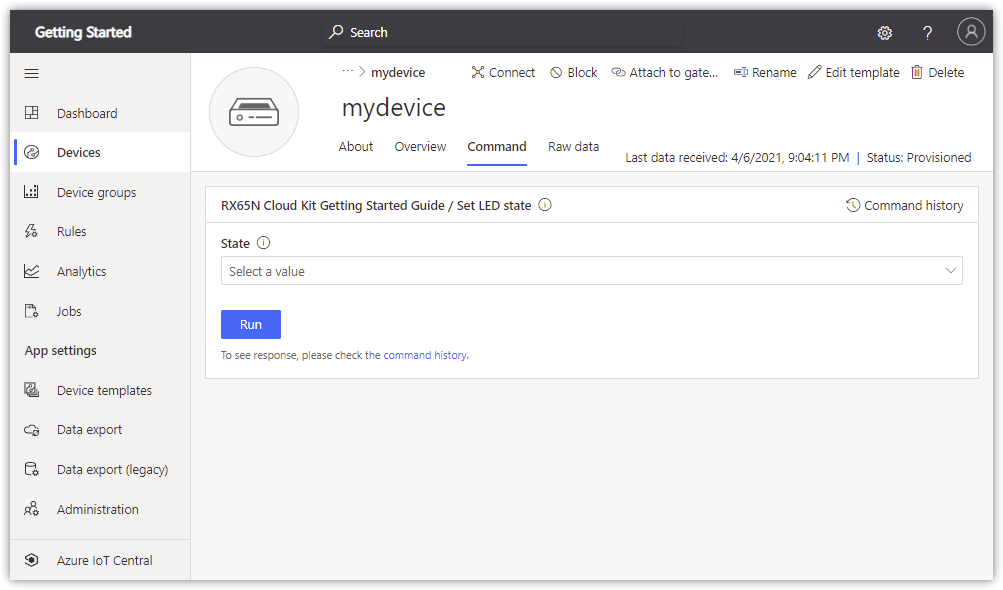 Getting Started
Search
?
Dashboard
Devices
Device groups
Rules
Analytics
Jobs
App settings
Device templates
Data export
Data export (legacy)
Administration
Azure IoT Central
··· > mydevice
Connect
Block
Attach to gate...
Rename
Edit template
Delete
mydevice
About
Overview
Command
Raw data
Last data received: 4/6/2021, 9:04:11 PM | Status: Provisioned
RX65N Cloud Kit Getting Started Guide / Set LED state
Command history
State
Select a value
Run
To see response, please check the command history.